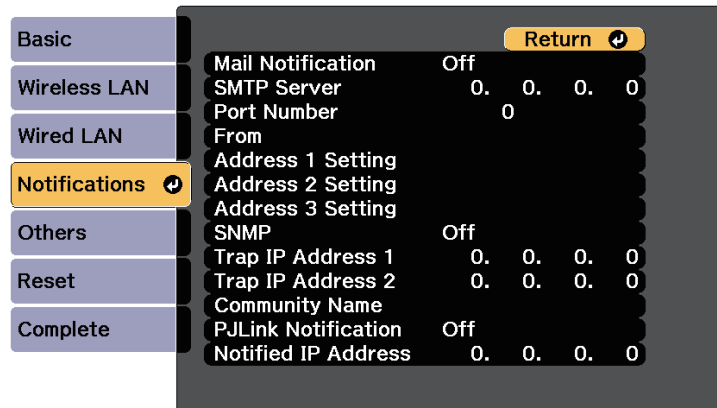 Basic
Wireless LAN
Wired LAN
Notifications
Others
Reset
Complete
Return
Mail Notification Off
SMTP Server 0. 0. 0. 0
Port Number 0
From
Address 1 Setting
Address 2 Setting
Address 3 Setting
SNMP Off
Trap IP Address 1 0. 0. 0. 0
Trap IP Address 2 0. 0. 0. 0
Community Name
PJLink Notification Off
Notified IP Address 0. 0. 0. 0